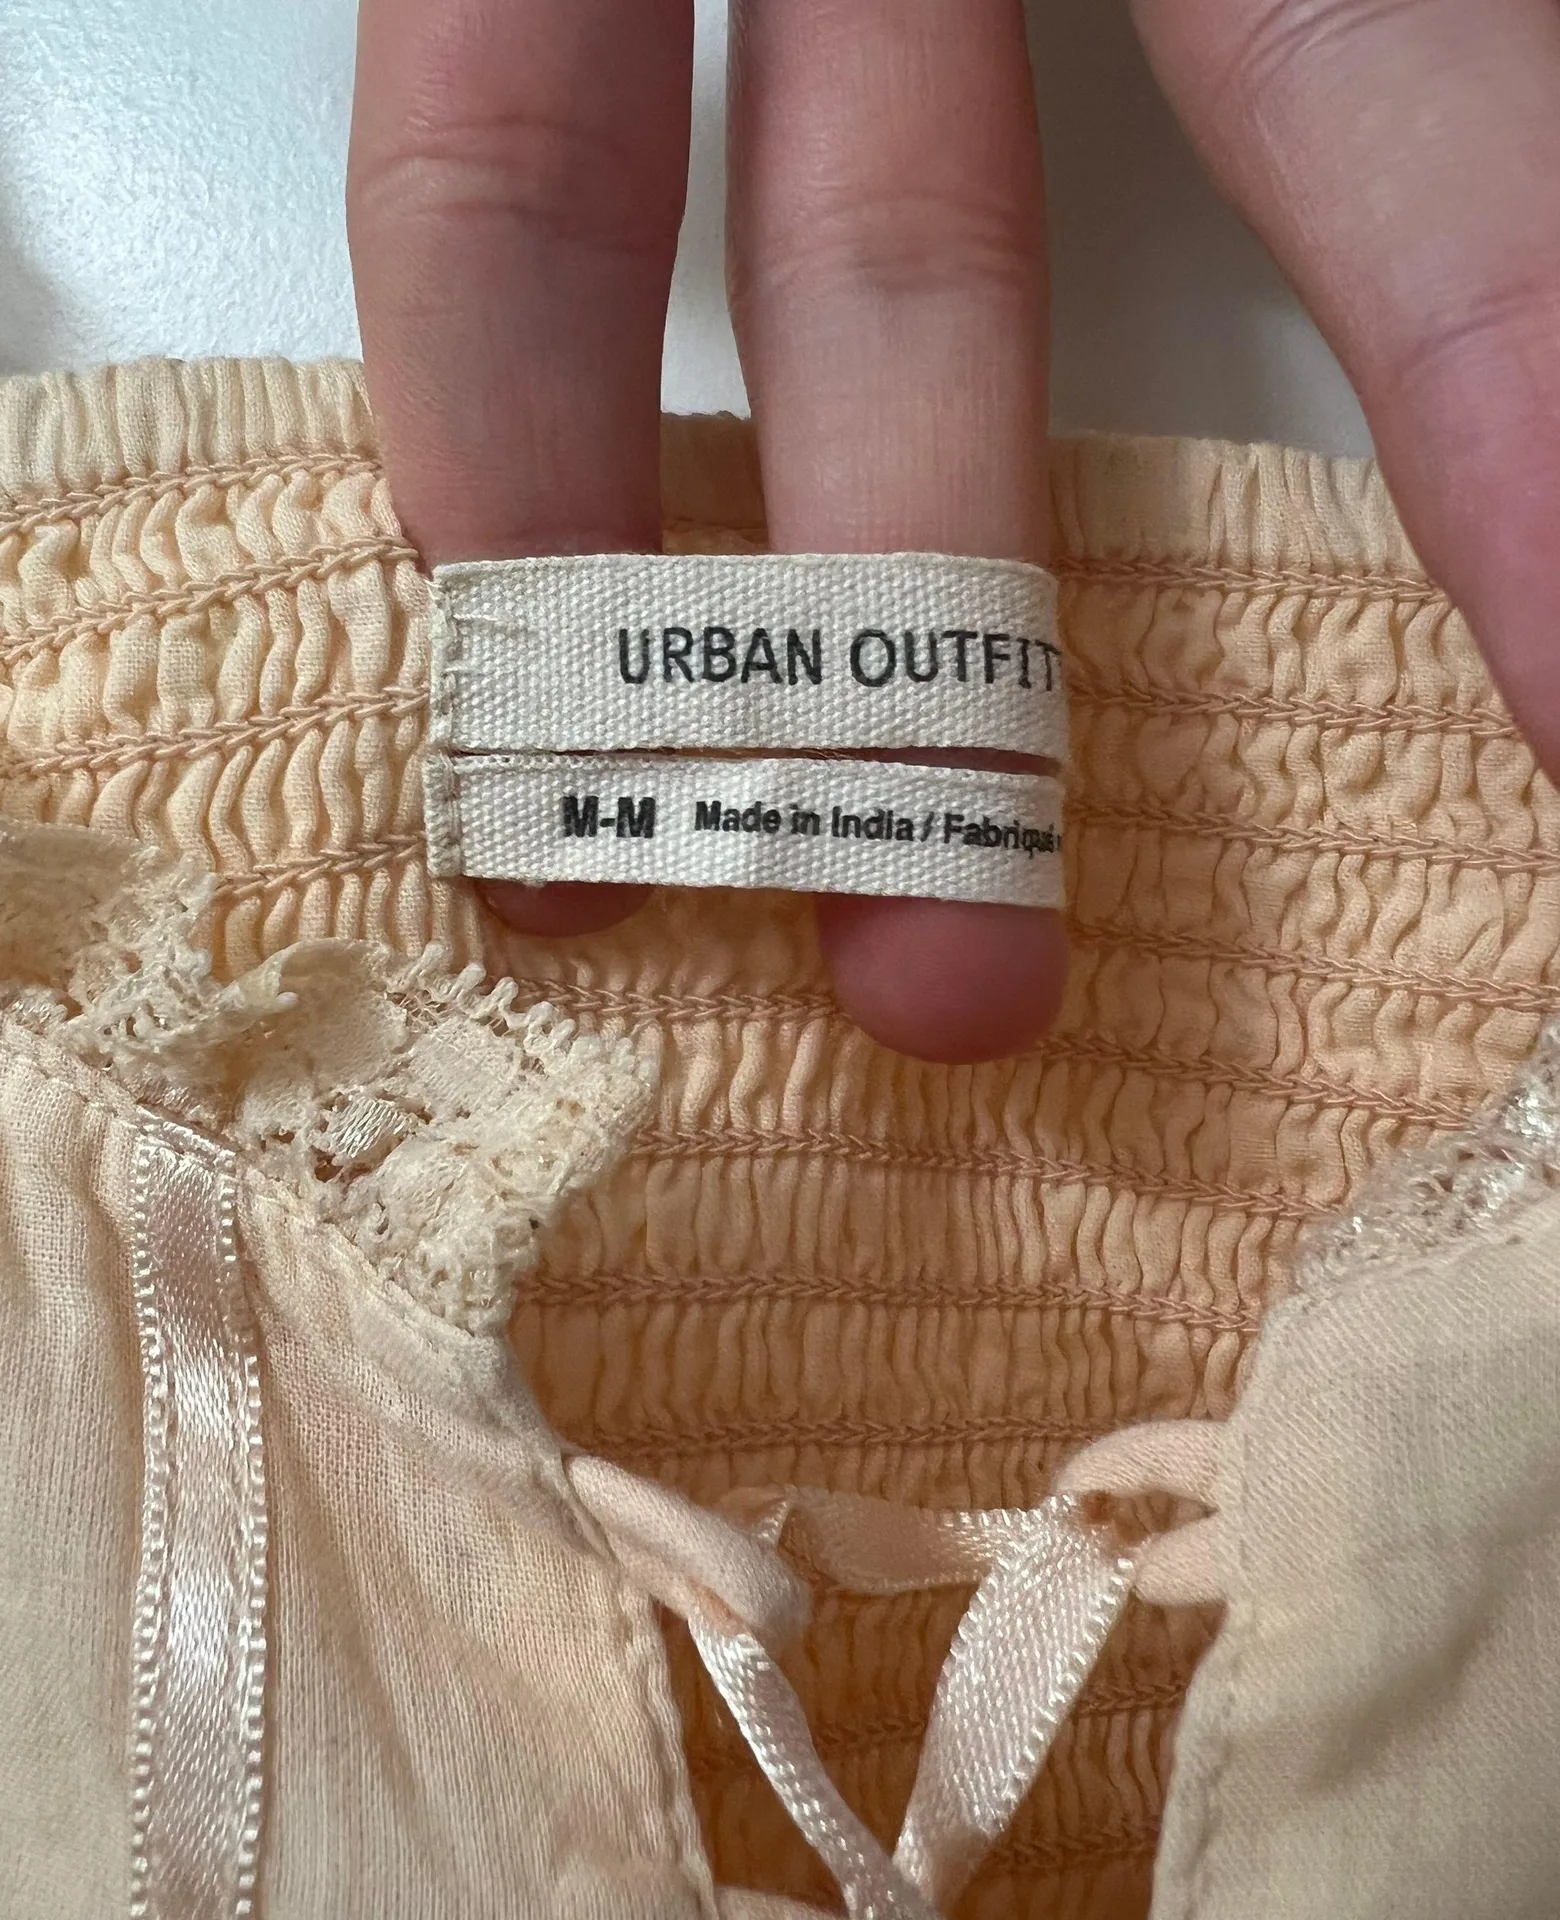 URBAN OUTFIT
M-M Made in India / Fabriqué